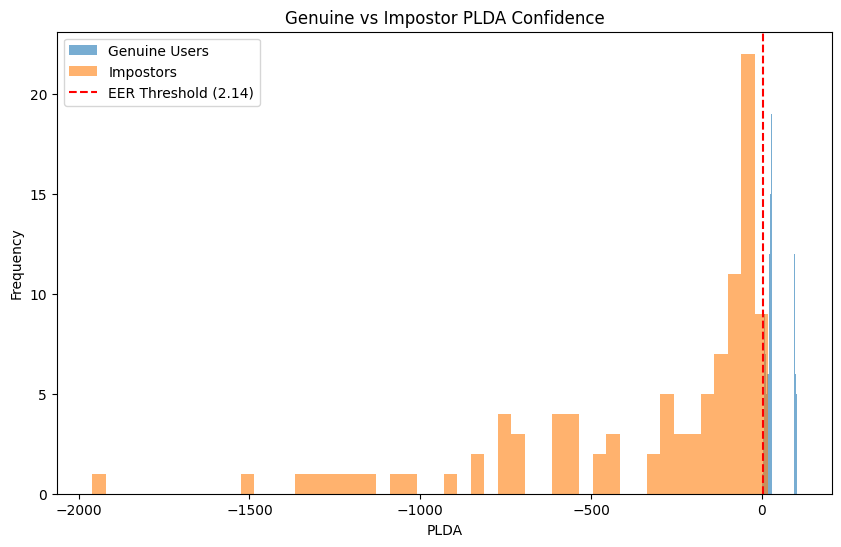 Genuine vs Impostor PLDA Confidence
Genuine Users
Impostors
EER Threshold (2.14)
Frequency
20
15
10
5
0
−2000
−1500
−1000
−500
0
PLDA